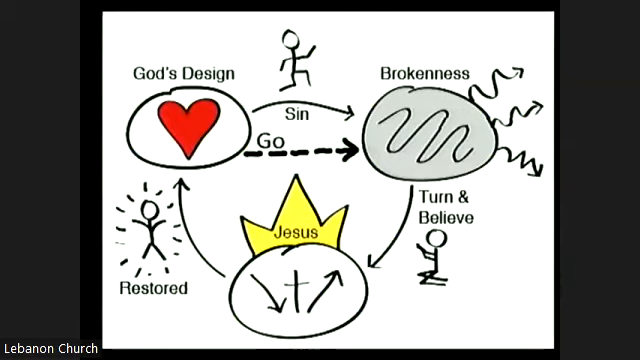 God's Design
Brokenness
Sin
Go
Turn &
Believe
Jesus
Restored
Lebanon Church